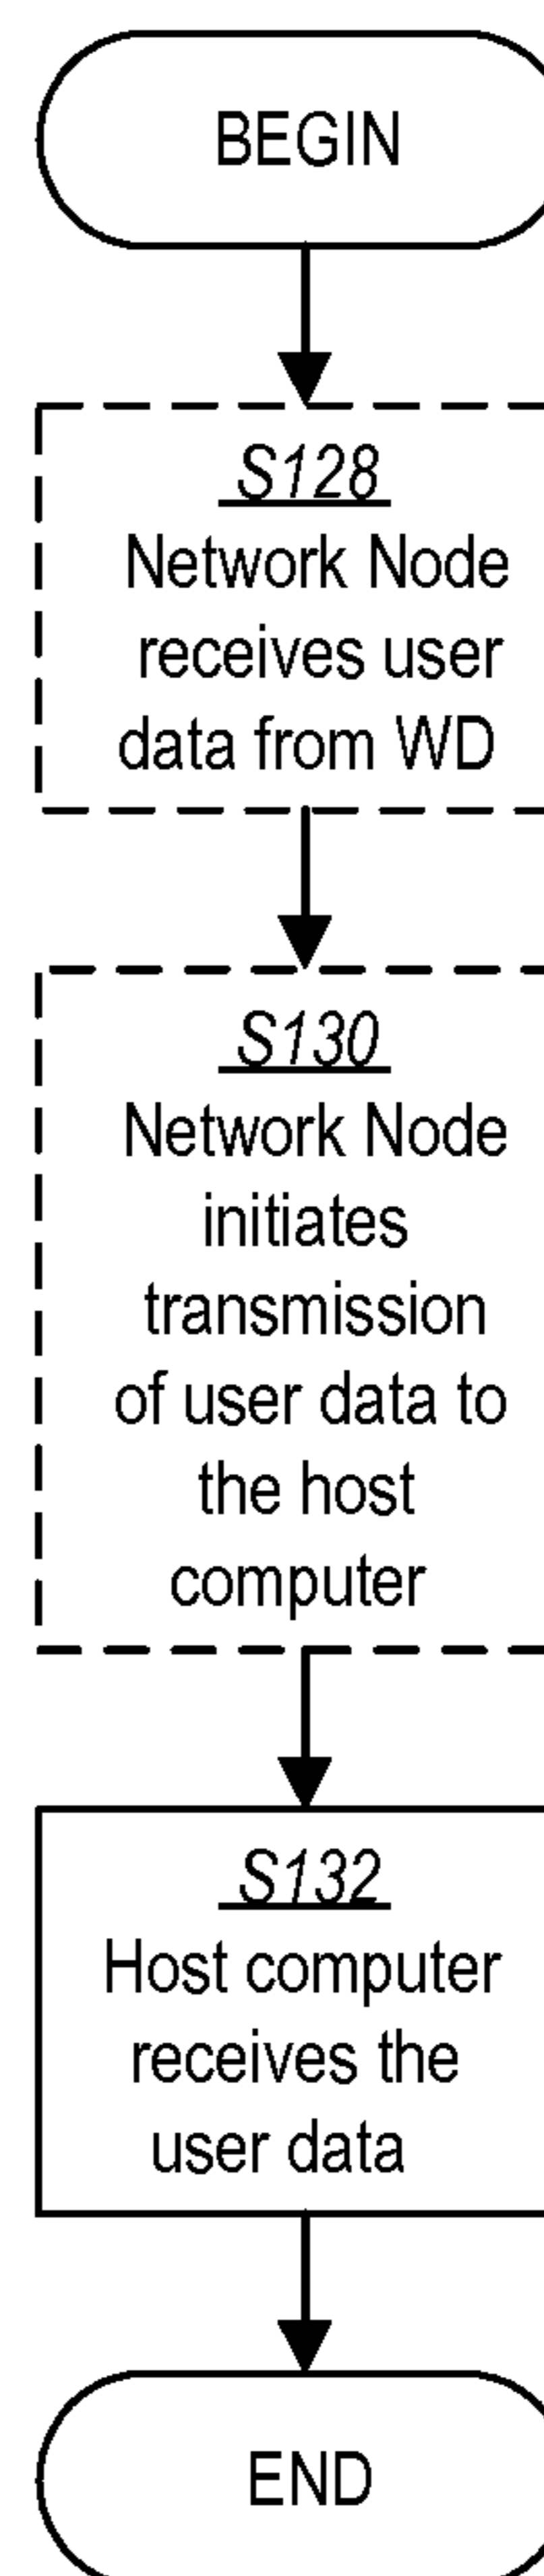 BEGIN
S128
Network Node
receives user
data from WD
S130
Network Node
initiates
transmission
of user data to
the host
computer
S132
Host computer
receives the
user data
END